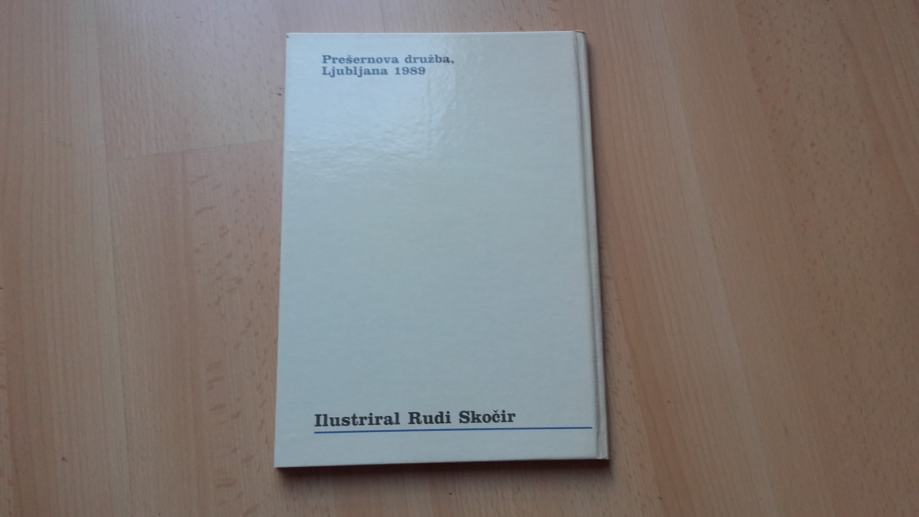 Prešernova družba,
Ljubljana 1989
Ilustriral Rudi Skočir